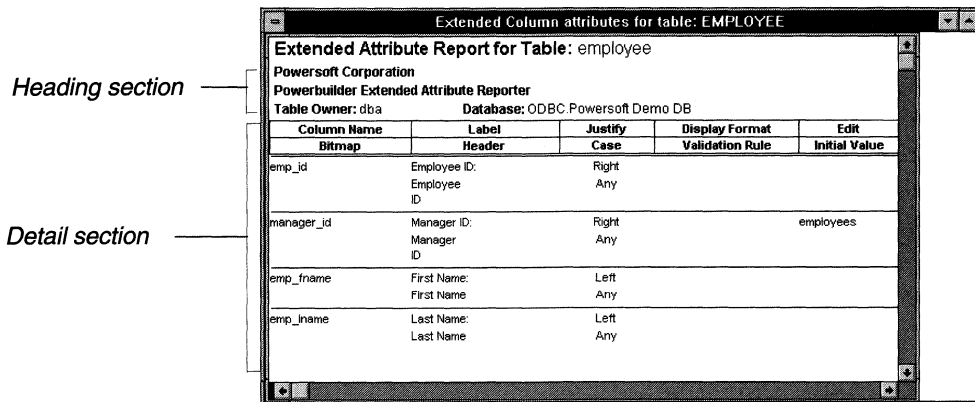 Extended Column attributes for table: EMPLOYEE
Extended Attribute Report for Table: employee
Heading section
Powersoft Corporation
Powerbuilder Extended Attribute Reporter
Table Owner: dba Database: ODBC.Powersoft Demo DB
Column Name Label Justify Display Format Edit
Bitmap Header Case Validation Rule Initial Value
emp_id Employee ID: Right
Employee Any
ID
Detail section
manager_id Manager ID: Right employees
Manager Any
ID
emp_fname First Name: Left
First Name Any
emp_lname Last Name: Left
Last Name Any